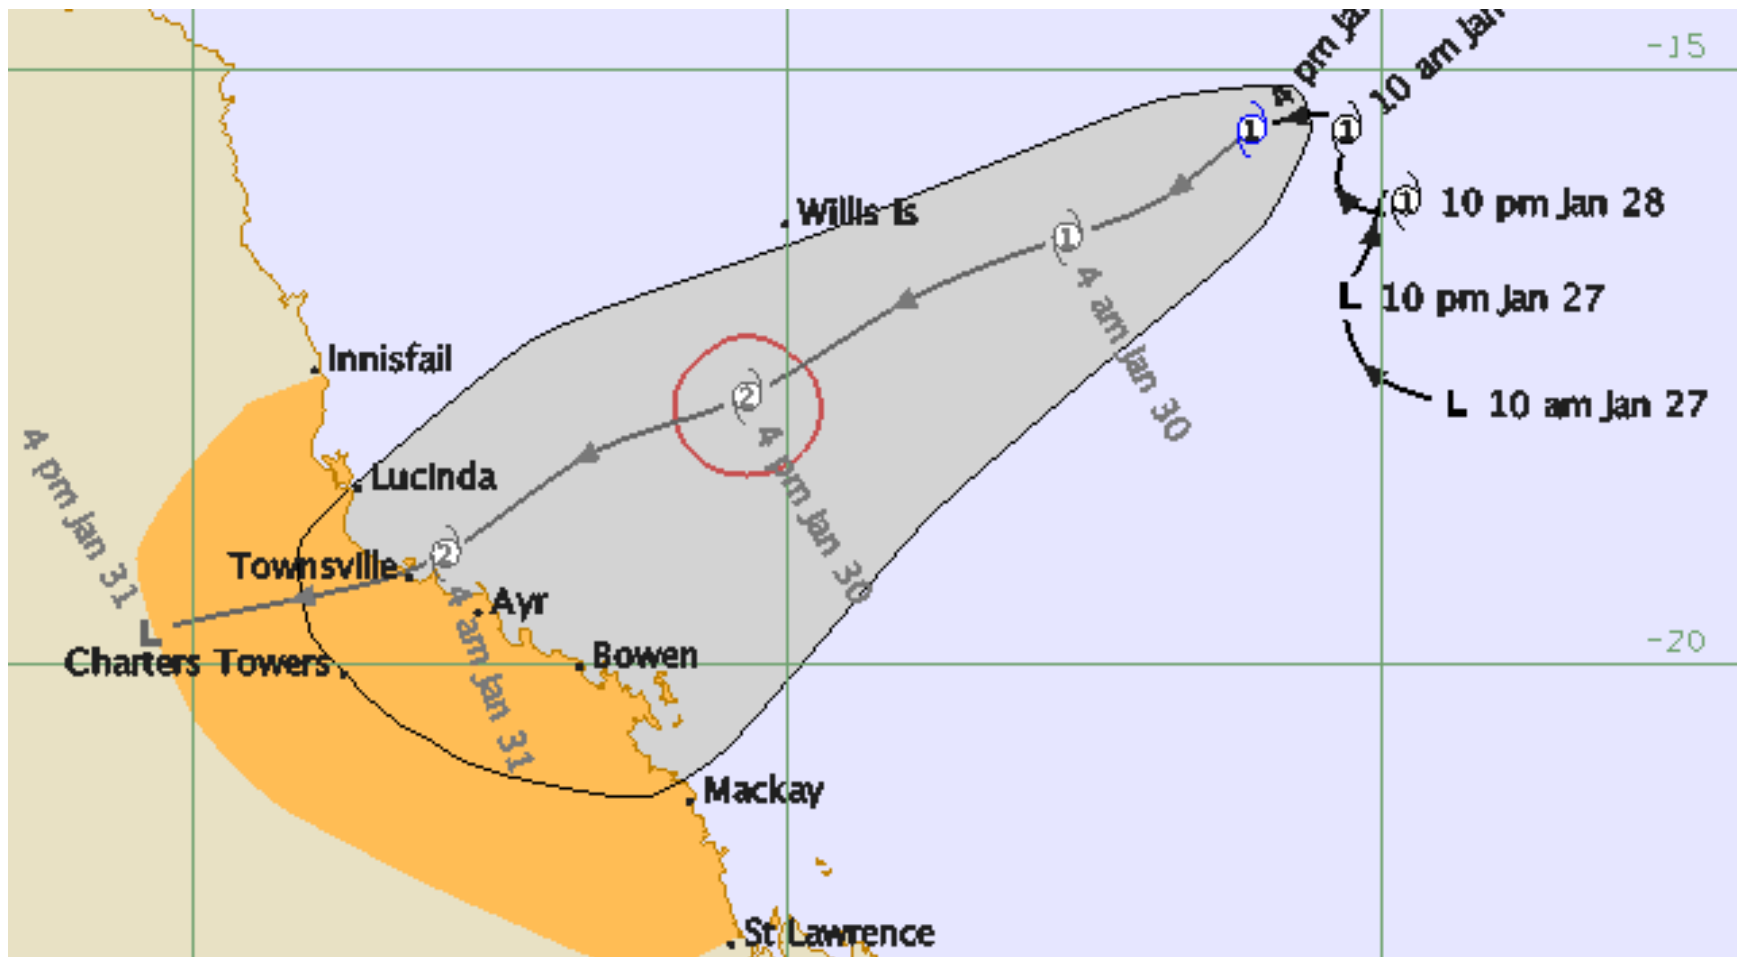 4 pm Jan
10 am Jan
-15
1
1
1
10 pm Jan 28
Willis Is
1
4 am Jan 30
L 10 pm Jan 27
Innisfail
2
4 pm Jan 30
L 10 am Jan 27
Lucinda
4 pm Jan 31
2
Townsville
4 am Jan 31
Ayr
L
Charters Towers
Bowen
-20
Mackay
St Lawrence